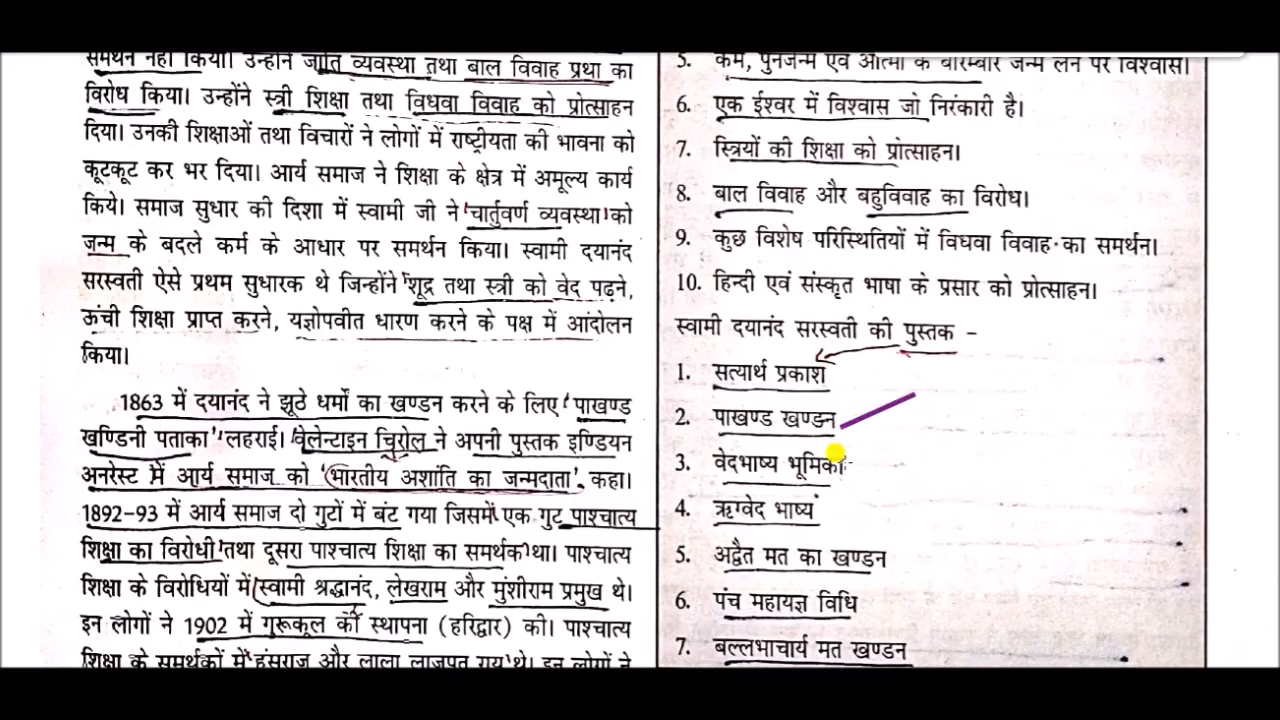 समर्थन नहीं किया। उन्होंने जाति व्यवस्था तथा बाल विवाह प्रथा का
विरोध किया। उन्होंने स्त्री शिक्षा तथा विधवा विवाह को प्रोत्साहन
दिया। उनकी शिक्षाओं तथा विचारों ने लोगों में राष्ट्रीयता की भावना को
कूटकूट कर भर दिया। आर्य समाज ने शिक्षा के क्षेत्र में अमूल्य कार्य
किये। समाज सुधार की दिशा में स्वामी जी ने 'चार्तुवर्ण व्यवस्था' को
जन्म के बदले कर्म के आधार पर समर्थन किया। स्वामी दयानंद
सरस्वती ऐसे प्रथम सुधारक थे जिन्होंने 'शूद्र तथा स्त्री को वेद पढ़ने,
ऊंची शिक्षा प्राप्त करने, यज्ञोपवीत धारण करने के पक्ष में आंदोलन
किया।
1863 में दयानंद ने झूठे धर्मो का खण्डन करने के लिए 'पाखण्ड
खण्डिनी पताका' लहराई। वेलेन्टाइन चिरोल ने अपनी पुस्तक इण्डियन
अनरेस्ट में आर्य समाज को 'भारतीय अशांति का जन्मदाता' कहा।
1892-93 में आर्य समाज दो गुटों में बंट गया जिसमें एक गुट पाश्चात्य
शिक्षा का विरोधी तथा दूसरा पाश्चात्य शिक्षा का समर्थक था। पाश्चात्य
शिक्षा के विरोधियों में स्वामी श्रद्धानंद, लेखराम और मुंशीराम प्रमुख थे।
इन लोगों ने 1902 में गुरूकूल की स्थापना (हरिद्वार) की। पाश्चात्य
शिक्षा के समर्थकों में हंसराज और लाला लाजपत राय थे। इन लोगों ने
5. कर्म, पुनर्जन्म एवं आत्मा के बारम्बार जन्म लेने पर विश्वास।
6. एक ईश्वर में विश्वास जो निरंकारी है।
7. स्त्रियों की शिक्षा को प्रोत्साहन।
8. बाल विवाह और बहुविवाह का विरोध।
9. कुछ विशेष परिस्थितियों में विधवा विवाह का समर्थन।
10. हिन्दी एवं संस्कृत भाषा के प्रसार को प्रोत्साहन।
स्वामी दयानंद सरस्वती की पुस्तक -
1. सत्यार्थ प्रकाश
2. पाखण्ड खण्डन
3. वेदभाष्य भूमिका
4. ऋग्वेद भाष्यं
5. अद्वैत मत का खण्डन
6. पंच महायज्ञ विधि
7. बल्लभाचार्य मत खण्डन